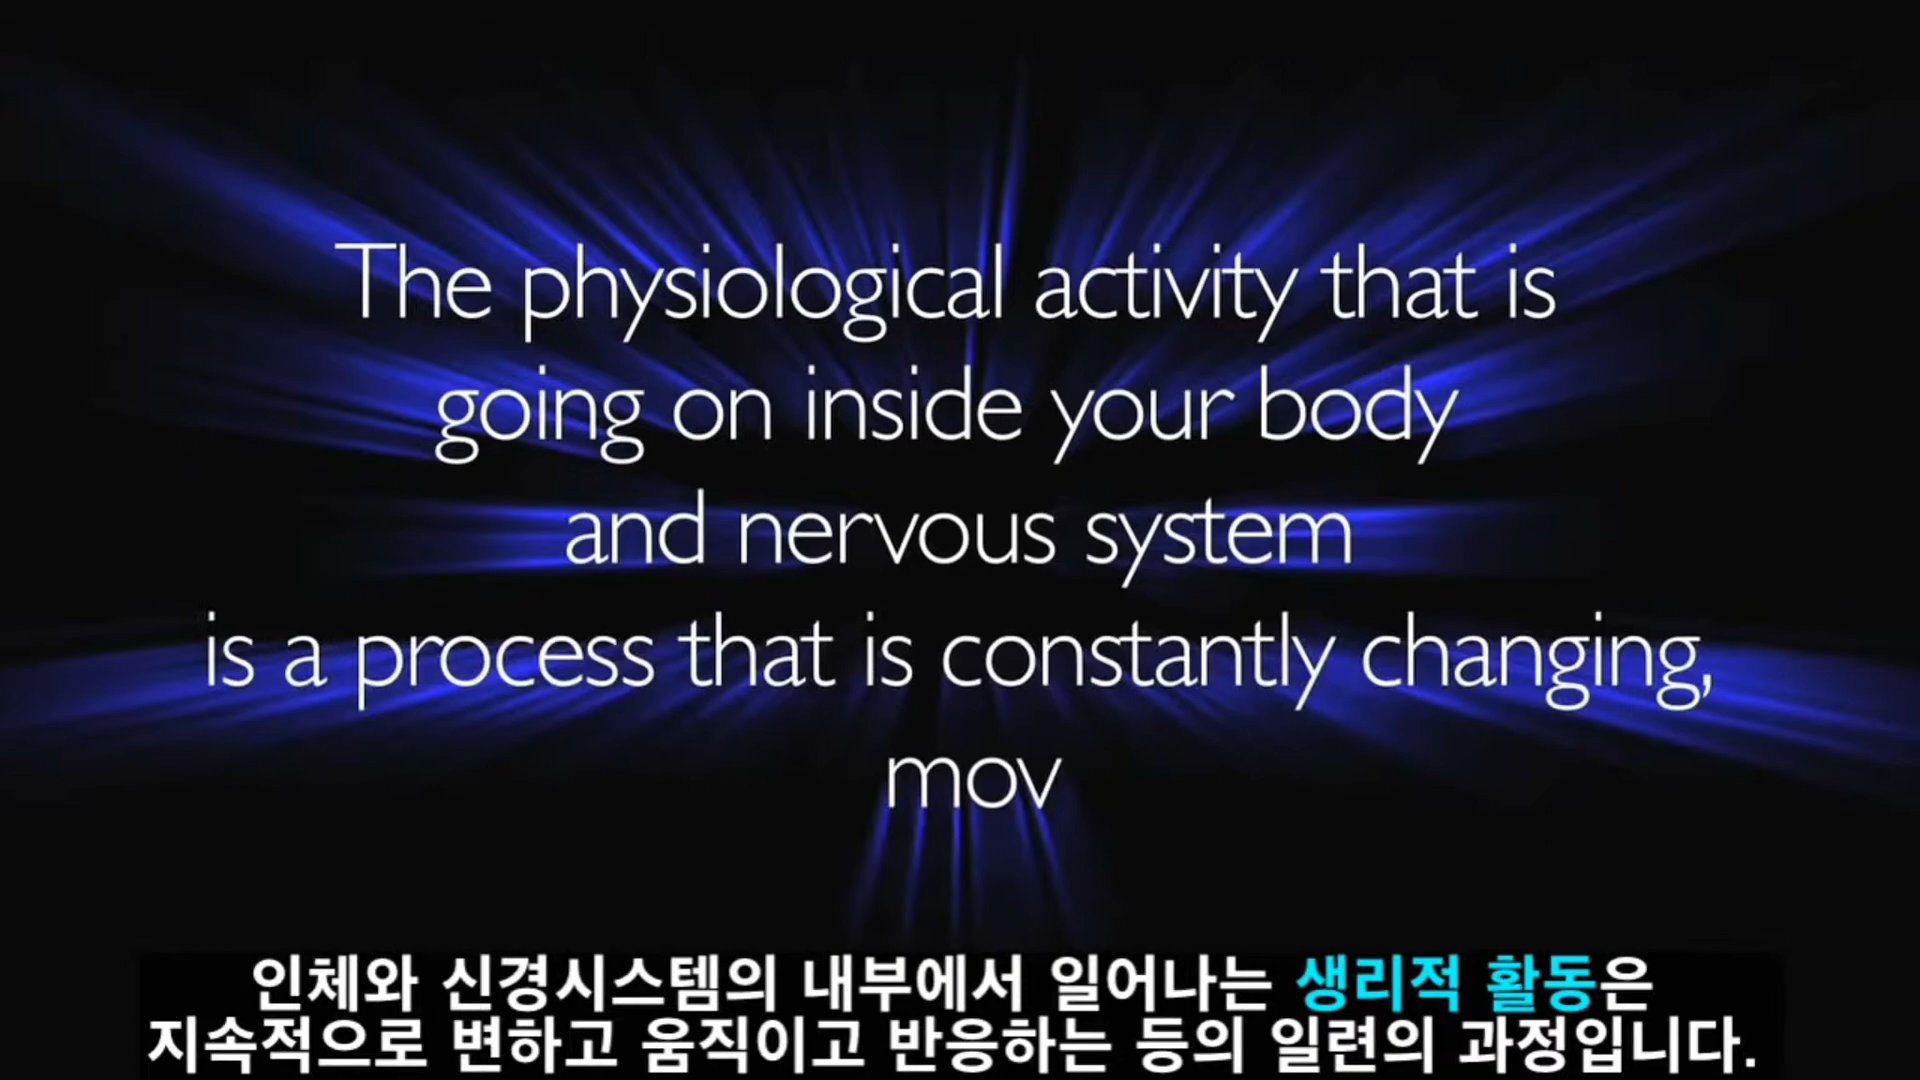 The physiological activity that is
going on inside your body
and nervous system
is a process that is constantly changing,
mov
인체와 신경시스템의 내부에서 일어나는 생리적 활동은
지속적으로 변하고 움직이고 반응하는 등의 일련의 과정입니다.